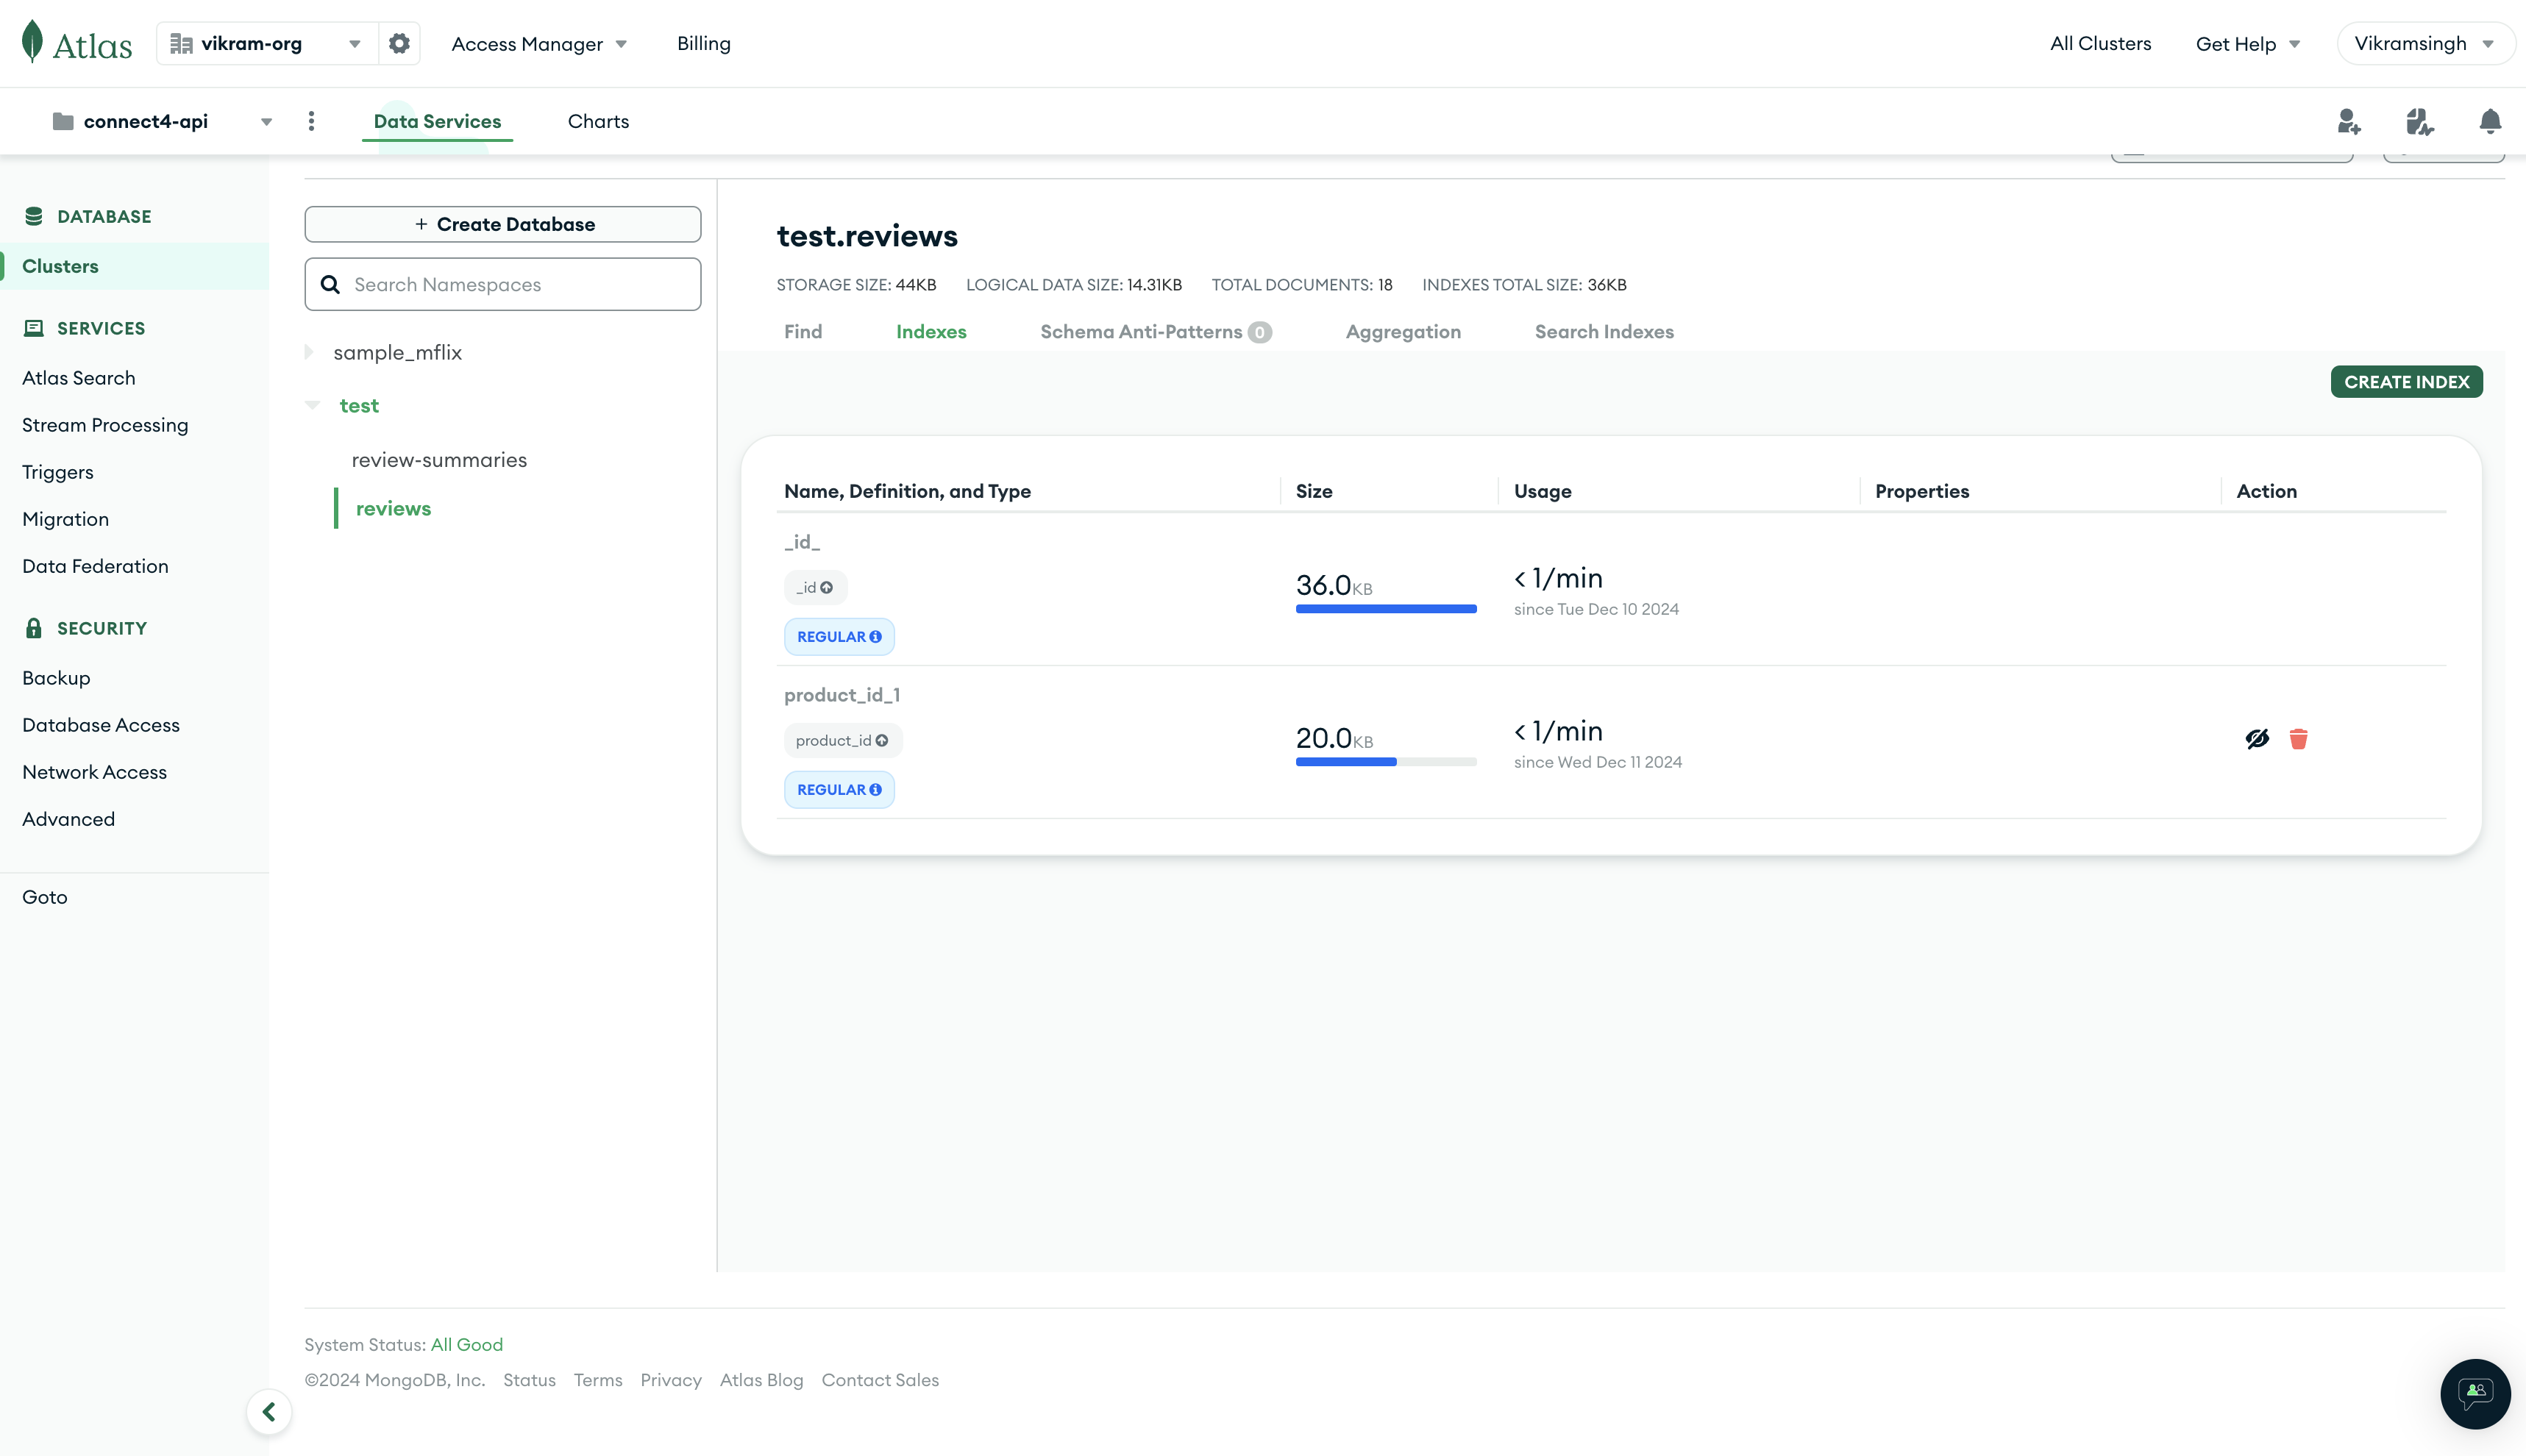 Atlas
vikram-org
Access Manager
Billing
All Clusters
Get Help
Vikramsingh
connect4-api
Data Services
Charts
DATABASE
Clusters
SERVICES
Atlas Search
Stream Processing
Triggers
Migration
Data Federation
SECURITY
Backup
Database Access
Network Access
Advanced
Goto
+ Create Database
Search Namespaces
sample_mflix
test
review-summaries
reviews
test.reviews
STORAGE SIZE: 44KB LOGICAL DATA SIZE: 14.31KB TOTAL DOCUMENTS: 18 INDEXES TOTAL SIZE: 36KB
Find Indexes Schema Anti-Patterns 0 Aggregation Search Indexes
CREATE INDEX
Name, Definition, and Type Size Usage Properties Action
_id_
_id
REGULAR
36.0KB
< 1/min
since Tue Dec 10 2024
product_id_1
product_id
REGULAR
20.0KB
< 1/min
since Wed Dec 11 2024
System Status: All Good
©2024 MongoDB, Inc. Status Terms Privacy Atlas Blog Contact Sales